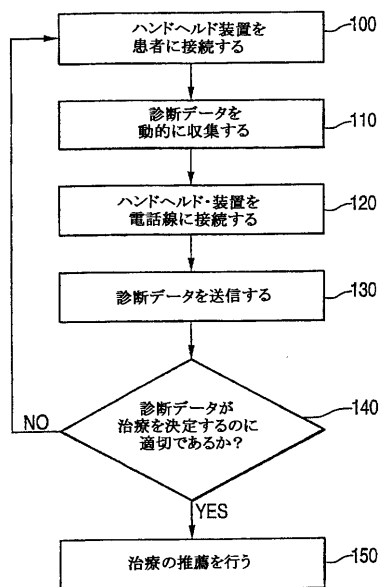 ハンドヘルド装置を
患者に接続する
100
診断データを
動的に収集する
110
ハンドヘルド・装置を
電話線に接続する
120
診断データを送信する
130
診断データが
治療を決定するのに
適切であるか?
140
NO
YES
治療の推薦を行う
150